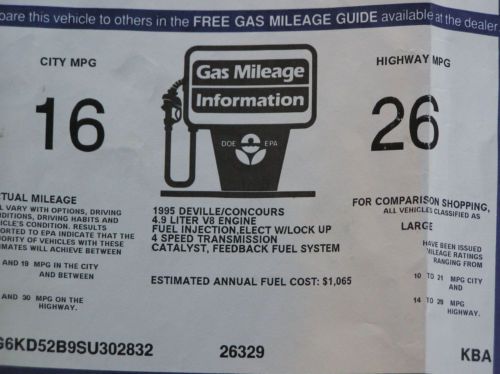 pare this vehicle to others in the FREE GAS MILEAGE GUIDE available at the dealer
CITY MPG
16
Gas Mileage
Information
DOE EPA
HIGHWAY MPG
26
TUAL MILEAGE
L VARY WITH OPTIONS, DRIVING
DITIONS, DRIVING HABITS AND
ICLE'S CONDITION. RESULTS
ORTED TO EPA INDICATE THAT THE
JORITY OF VEHICLES WITH THESE
IMATES WILL ACHIEVE BETWEEN
AND 19 MPG IN THE CITY
AND BETWEEN
AND 30 MPG ON THE
HIGHWAY.
1995 DEVILLE/CONCOURS
4.9 LITER V8 ENGINE
FUEL INJECTION,ELECT W/LOCK UP
4 SPEED TRANSMISSION
CATALYST, FEEDBACK FUEL SYSTEM
ESTIMATED ANNUAL FUEL COST: $1,065
FOR COMPARISON SHOPPING,
ALL VEHICLES CLASSIFIED AS
LARGE
HAVE BEEN ISSUED
MILEAGE RATINGS
RANGING FROM
10 TO 21 MPG CITY
AND
14 TO 29 MPG
HIGHWAY.
G6KD52B9SU302832
26329
KBA